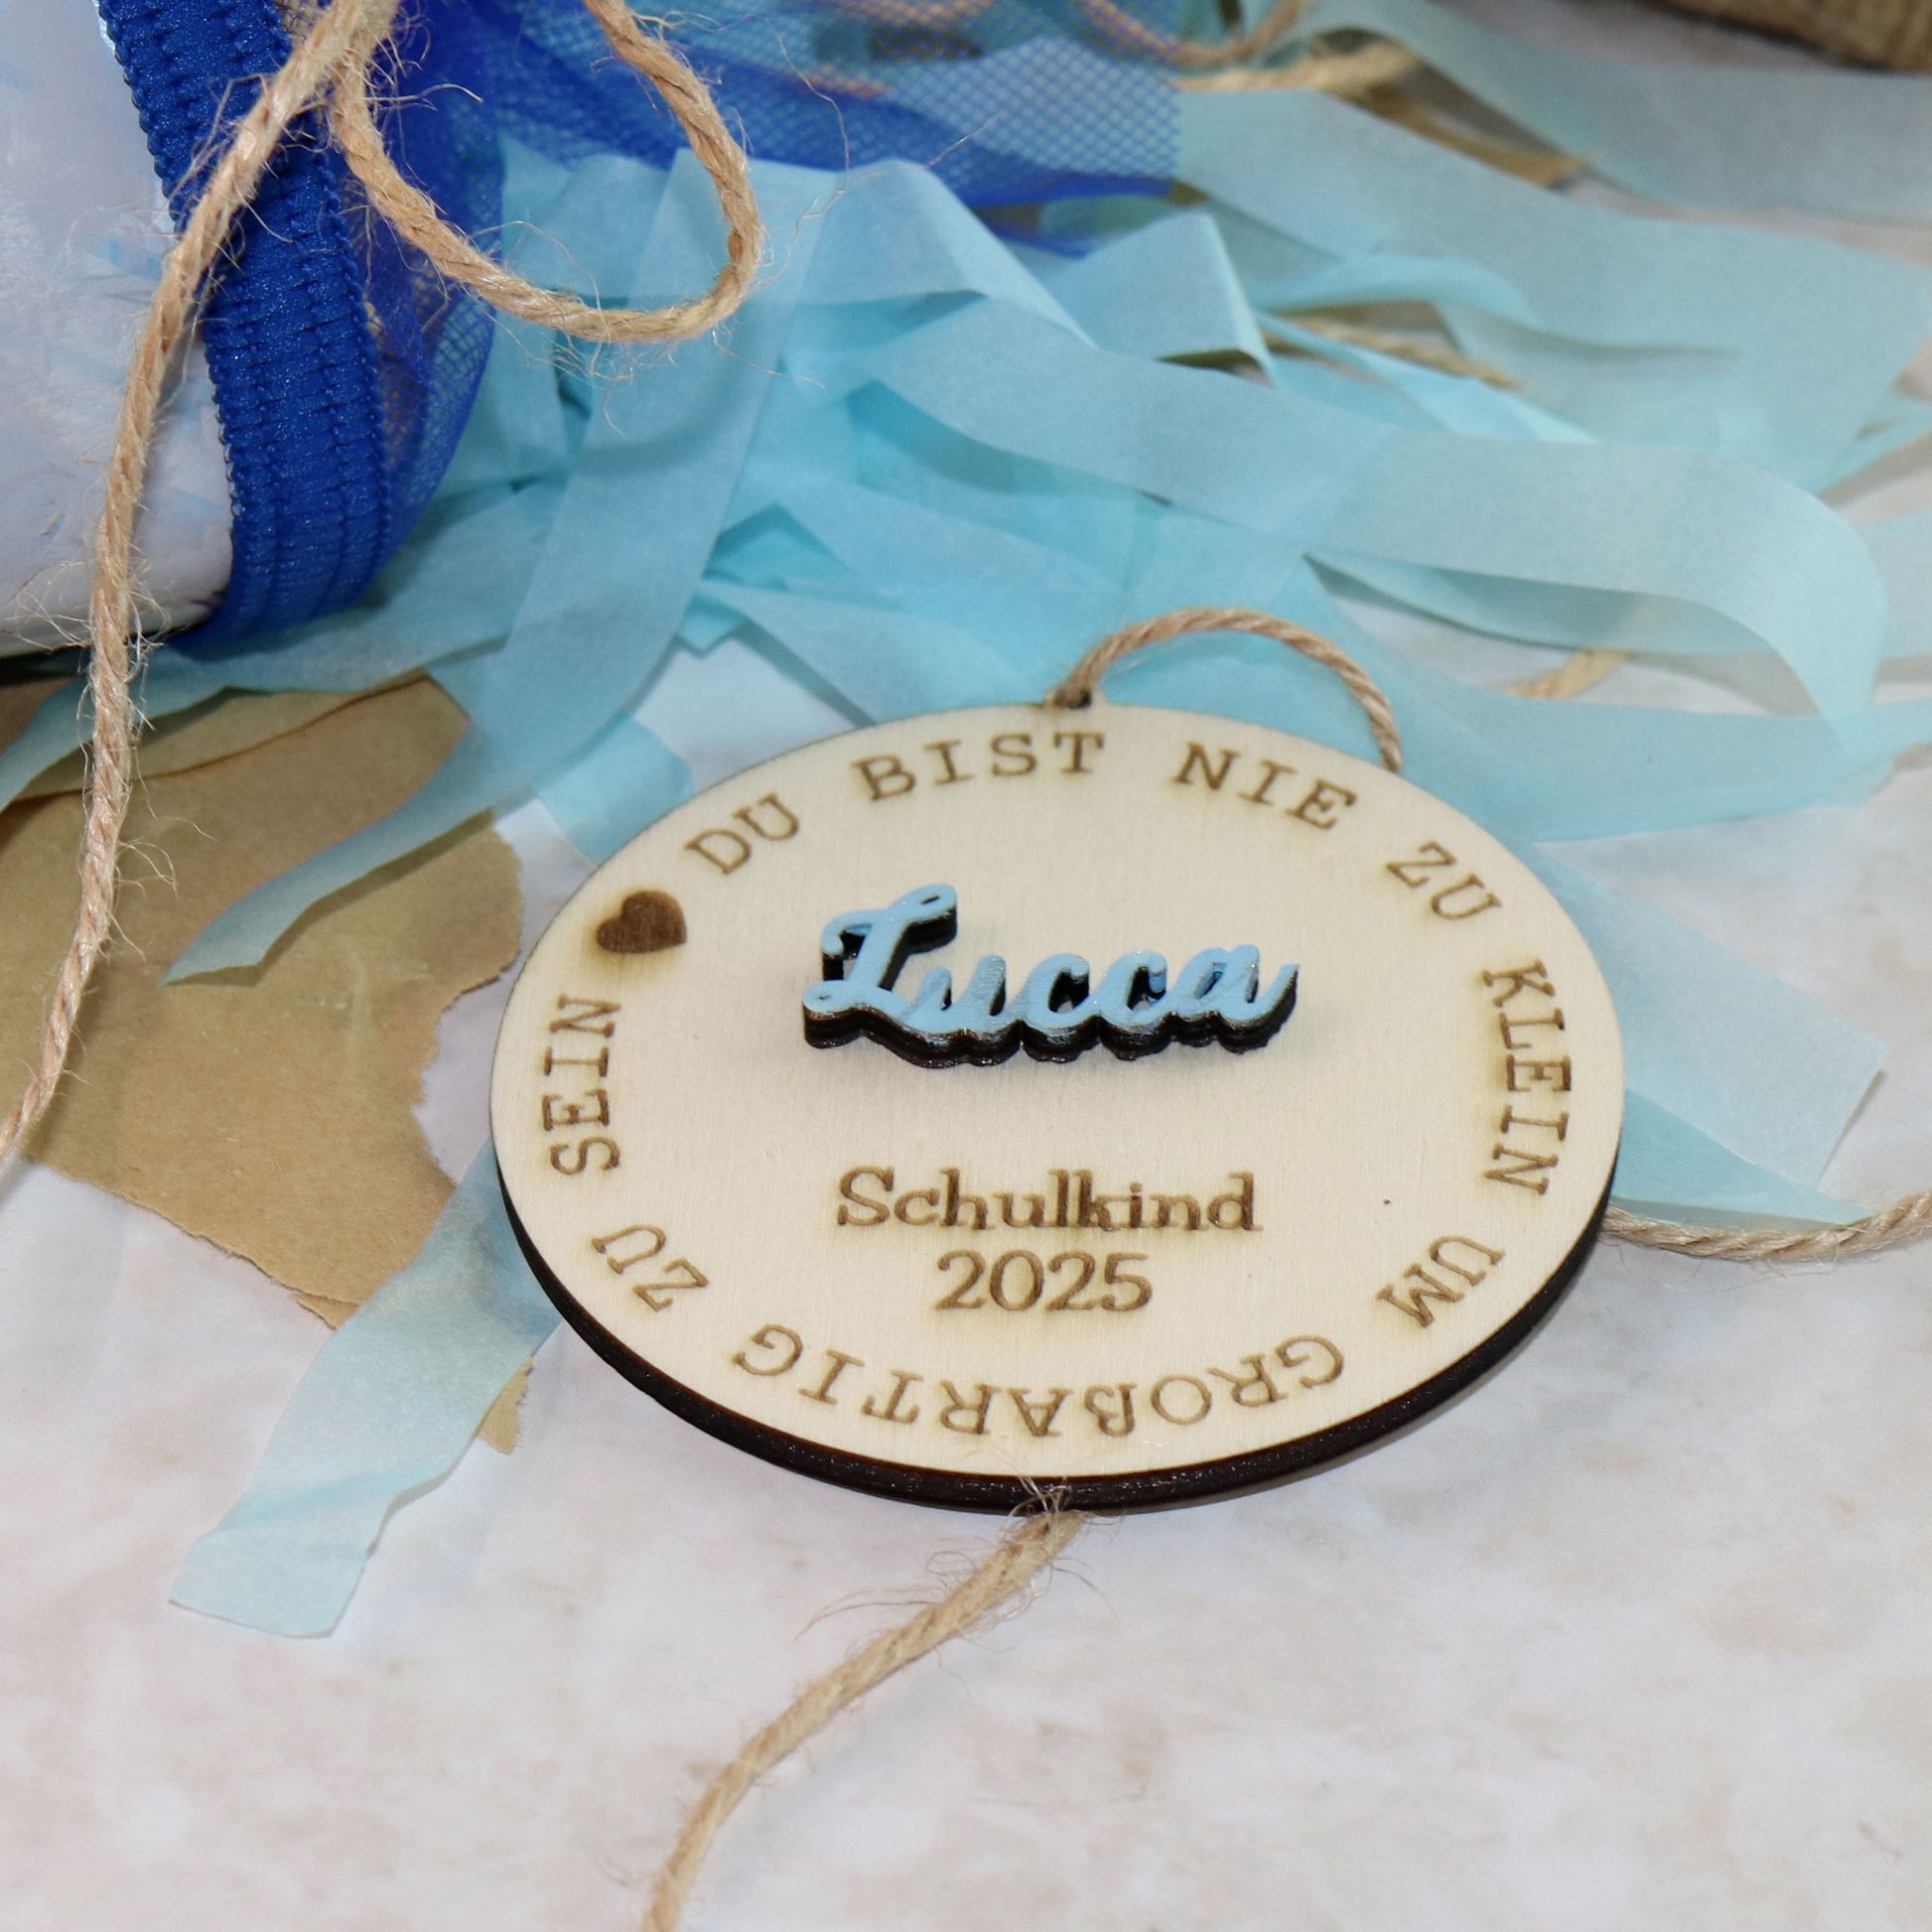 DU BIST NIE ZU KLEIN UM GROßARTIG ZU SEIN
Lucca
Schulkind
2025